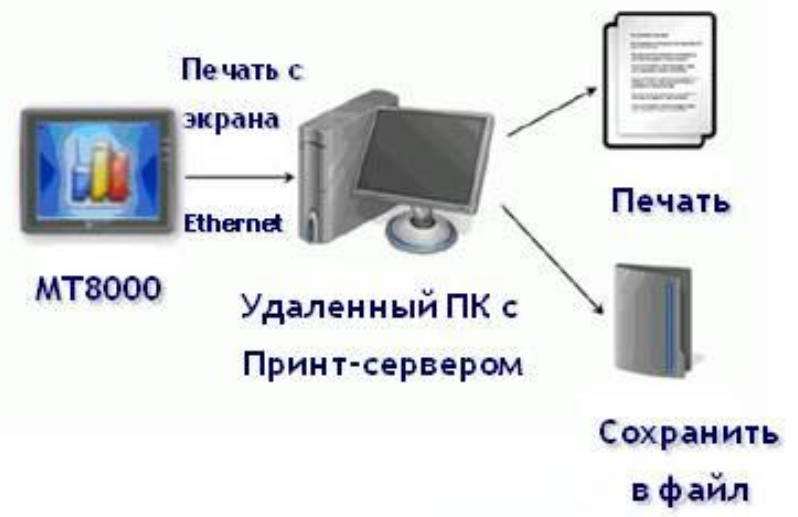 Печать с
экрана
Ethernet
MT8000
Удаленный ПК с
Принт-сервером
Печать
Сохранить
в файл